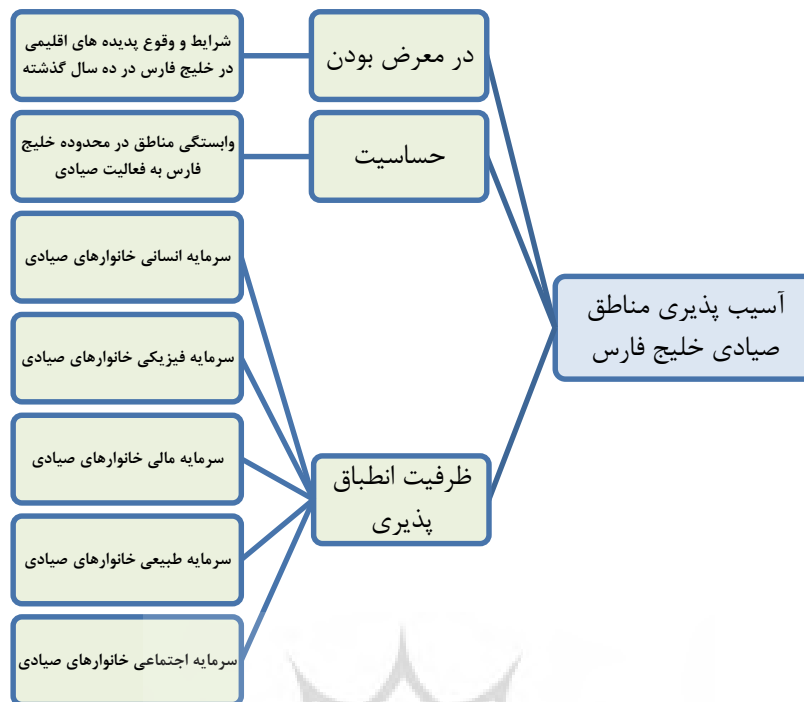 آسیب پذیری مناطق
صیادی خلیج فارس
در معرض بودن
شرایط و وقوع پدیده های اقلیمی
در خلیج فارس در ده سال گذشته
حساسیت
وابستگی مناطق در محدوده خلیج
فارس به فعالیت صیادی
ظرفیت انطباق
پذیری
سرمایه انسانی خانوارهای صیادی
سرمایه فیزیکی خانوارهای صیادی
سرمایه مالی خانوارهای صیادی
سرمایه طبیعی خانوارهای صیادی
سرمایه اجتماعی خانوارهای صیادی